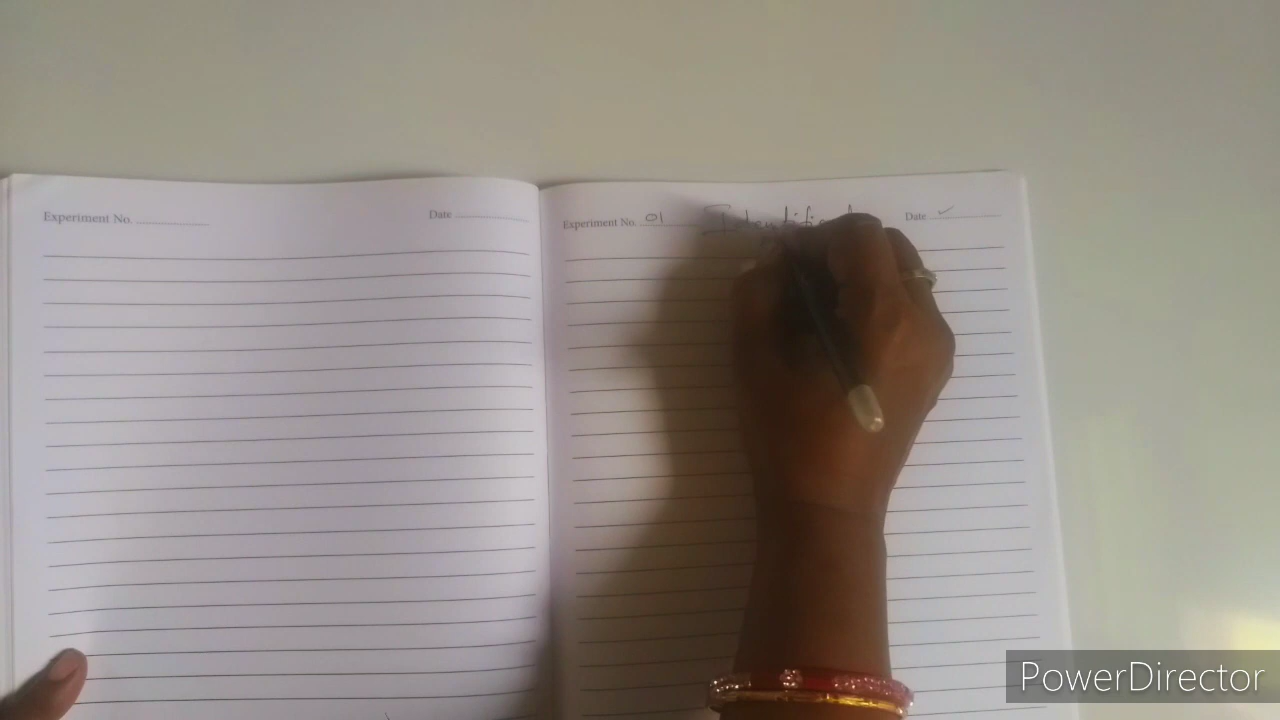 Experiment No. Date
Experiment No. 01 Date ✓
PowerDirector